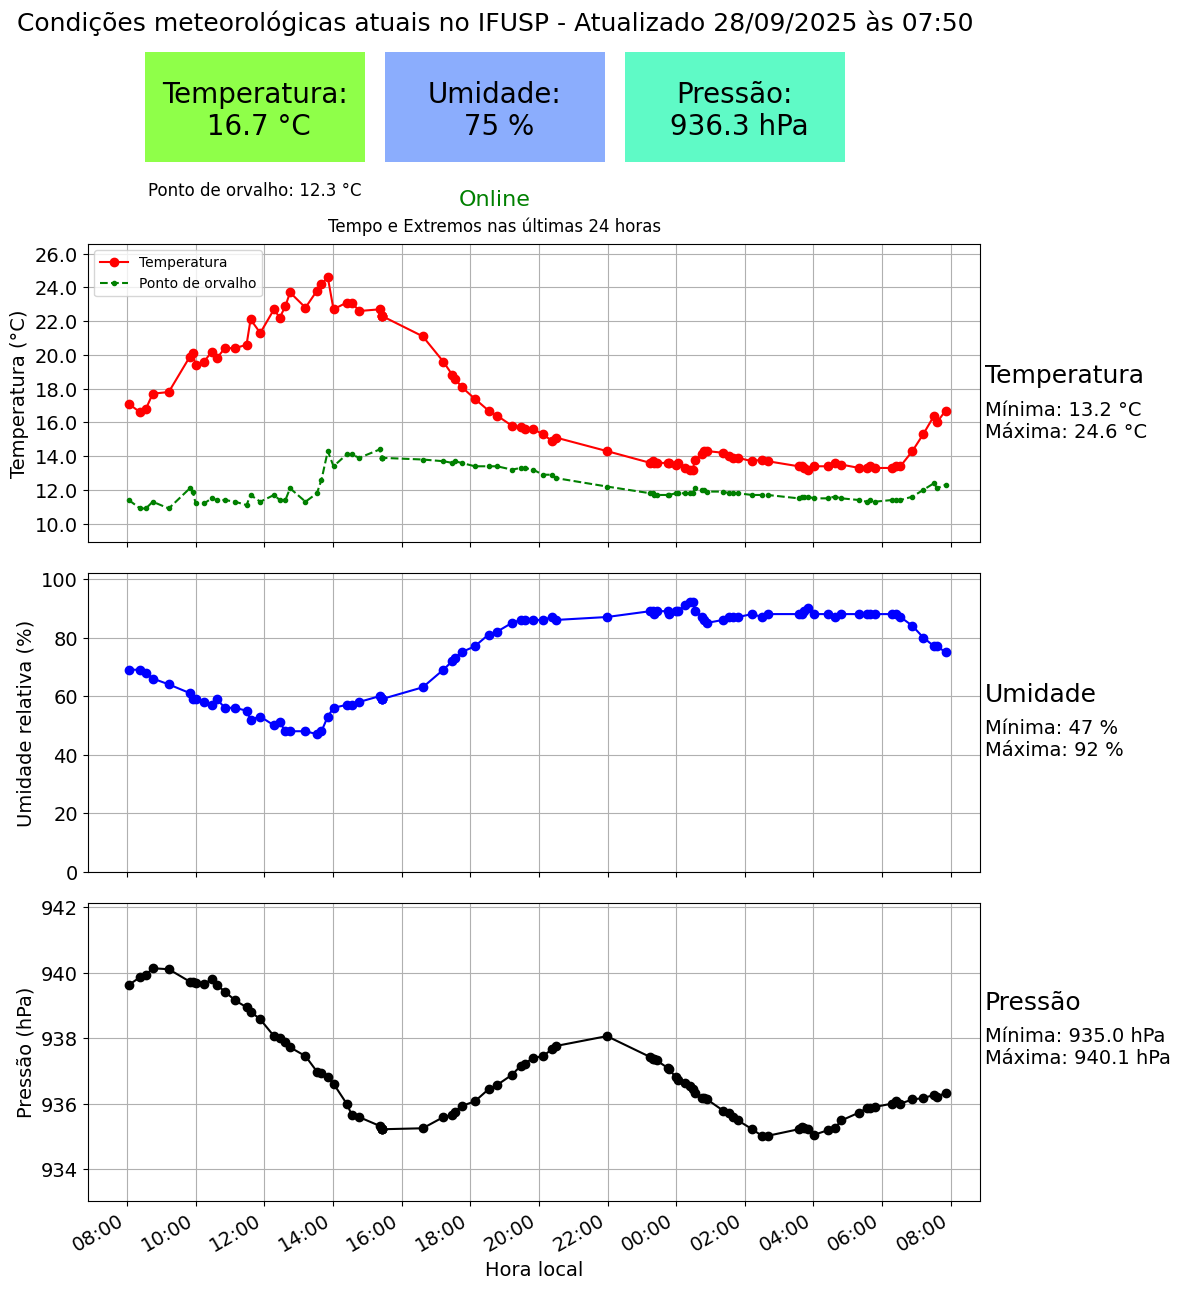 Condições meteorológicas atuais no IFUSP - Atualizado 28/09/2025 às 07:50
Temperatura:
16.7 °C
Umidade:
75 %
Pressão:
936.3 hPa
Ponto de orvalho: 12.3 °C
Online
Tempo e Extremos nas últimas 24 horas
Temperatura (°C)
26.0
24.0
22.0
20.0
18.0
16.0
14.0
12.0
10.0
Temperatura
Ponto de orvalho
Temperatura
Mínima: 13.2 °C
Máxima: 24.6 °C
Umidade relativa (%)
100
80
60
40
20
0
Umidade
Mínima: 47 %
Máxima: 92 %
Pressão (hPa)
942
940
938
936
934
Pressão
Mínima: 935.0 hPa
Máxima: 940.1 hPa
08:00 10:00 12:00 14:00 16:00 18:00 20:00 22:00 00:00 02:00 04:00 06:00 08:00
Hora local